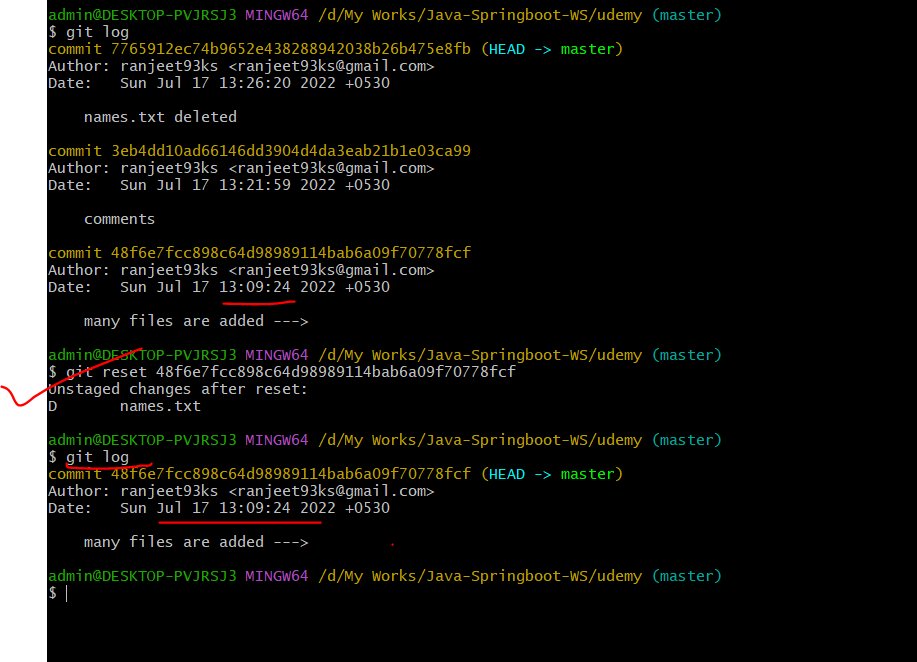 admin@DESKTOP-PVJRSJ3 MINGW64 /d/My Works/Java-Springboot-WS/udemy (master)
$ git log
commit 7765912ec74b9652e438288942038b26b475e8fb (HEAD -> master)
Author: ranjeet93ks <ranjeet93ks@gmail.com>
Date:   Sun Jul 17 13:26:20 2022 +0530
    names.txt deleted
commit 3eb4dd10ad66146dd3904d4da3eab21b1e03ca99
Author: ranjeet93ks <ranjeet93ks@gmail.com>
Date:   Sun Jul 17 13:21:59 2022 +0530
    comments
commit 48f6e7fcc898c64d98989114bab6a09f70778fcf
Author: ranjeet93ks <ranjeet93ks@gmail.com>
Date:   Sun Jul 17 13:09:24 2022 +0530
    many files are added --->
admin@DESKTOP-PVJRSJ3 MINGW64 /d/My Works/Java-Springboot-WS/udemy (master)
$ git reset 48f6e7fcc898c64d98989114bab6a09f70778fcf
Unstaged changes after reset:
D       names.txt
admin@DESKTOP-PVJRSJ3 MINGW64 /d/My Works/Java-Springboot-WS/udemy (master)
$ git log
commit 48f6e7fcc898c64d98989114bab6a09f70778fcf (HEAD -> master)
Author: ranjeet93ks <ranjeet93ks@gmail.com>
Date:   Sun Jul 17 13:09:24 2022 +0530
    many files are added --->
admin@DESKTOP-PVJRSJ3 MINGW64 /d/My Works/Java-Springboot-WS/udemy (master)
$